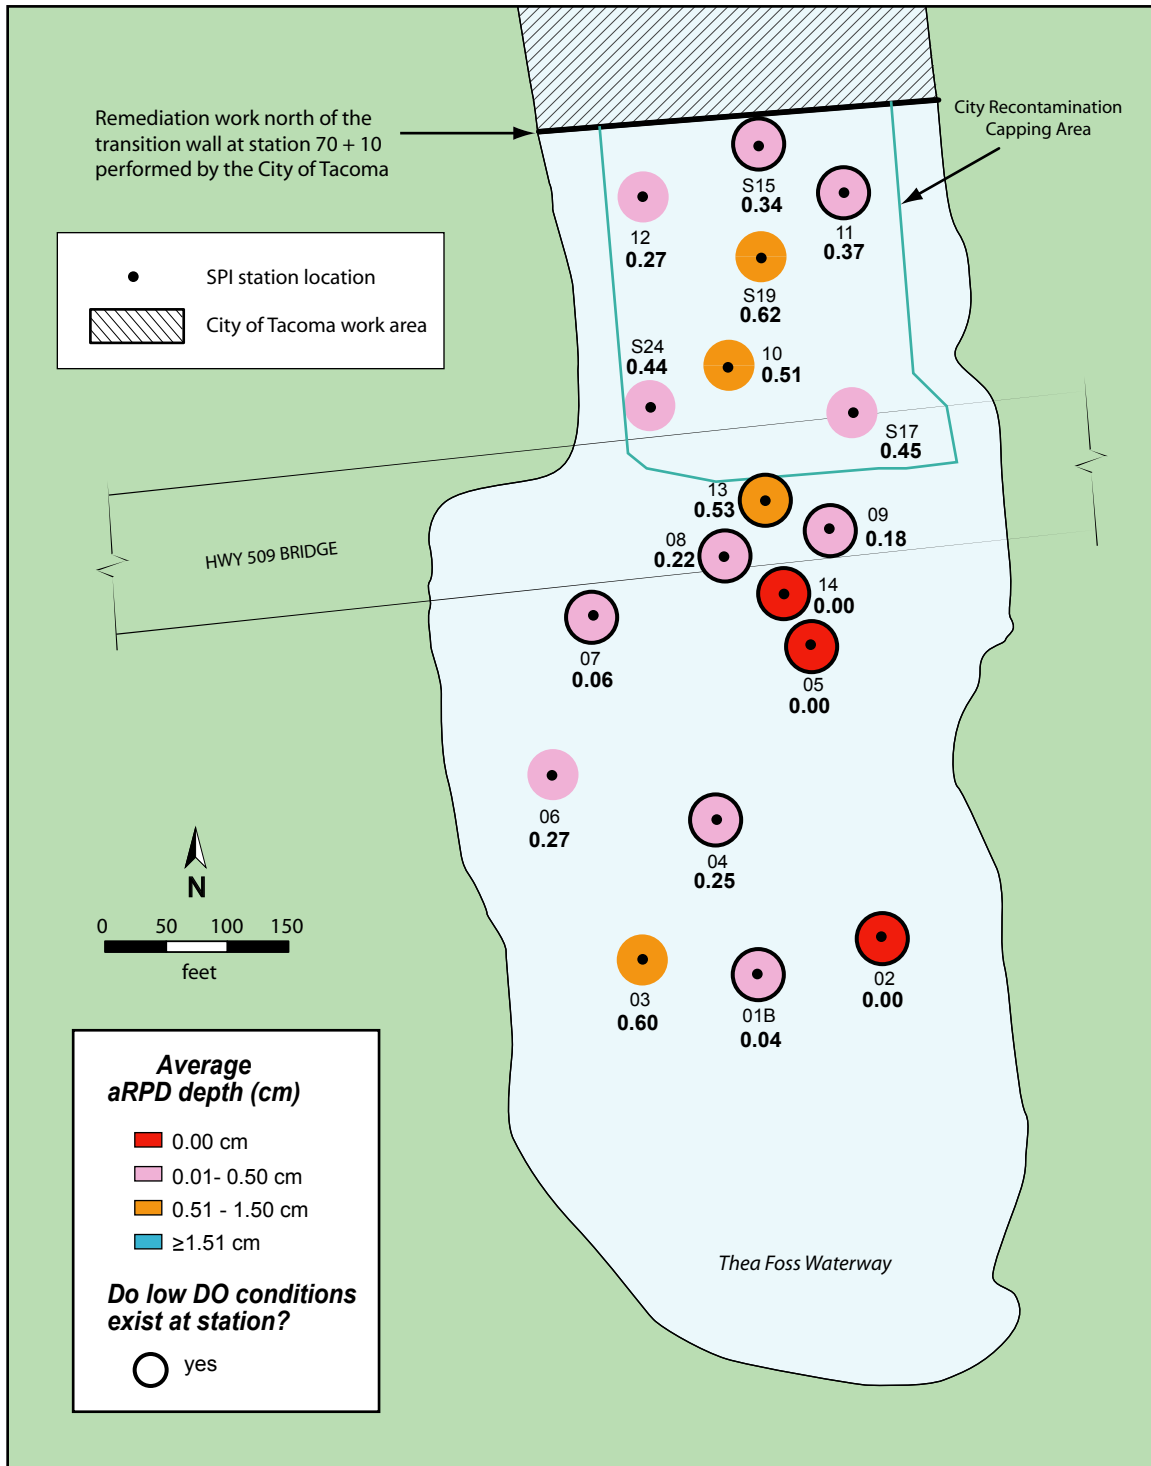 Remediation work north of the
transition wall at station 70 + 10
performed by the City of Tacoma
City Recontamination
Capping Area
SPI station location
City of Tacoma work area
S15
0.34
12
0.27
11
0.37
S19
0.62
S24
0.44
10
0.51
S17
0.45
13
0.53
09
0.18
08
0.22
HWY 509 BRIDGE
14
0.00
07
0.06
05
0.00
06
0.27
04
0.25
N
0 50 100 150
feet
03
0.60
01B
0.04
02
0.00
Average
aRPD depth (cm)
0.00 cm
0.01- 0.50 cm
0.51 - 1.50 cm
≥1.51 cm
Do low DO conditions
exist at station?
yes
Thea Foss Waterway